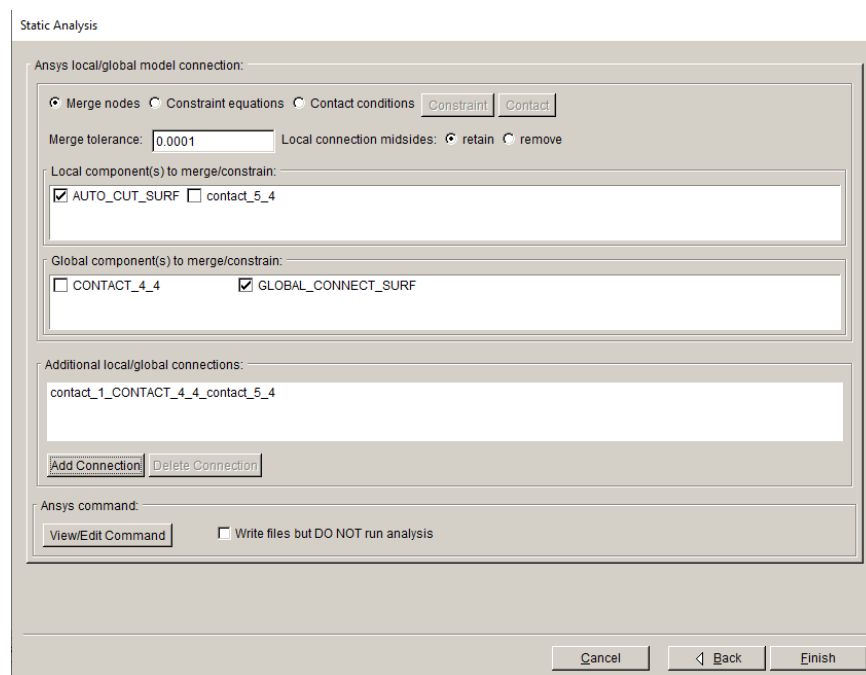 Static Analysis
Ansys local/global model connection:
Merge nodes Constraint equations Contact conditions Constraint Contact
Merge tolerance: 0.0001 Local connection midsides: retain remove
Local component(s) to merge/constrain:
AUTO_CUT_SURF contact_5_4
Global component(s) to merge/constrain:
CONTACT_4_4 GLOBAL_CONNECT_SURF
Additional local/global connections:
contact_1_CONTACT_4_4_contact_5_4
Add Connection Delete Connection
Ansys command:
View/Edit Command Write files but DO NOT run analysis
Cancel Back Finish